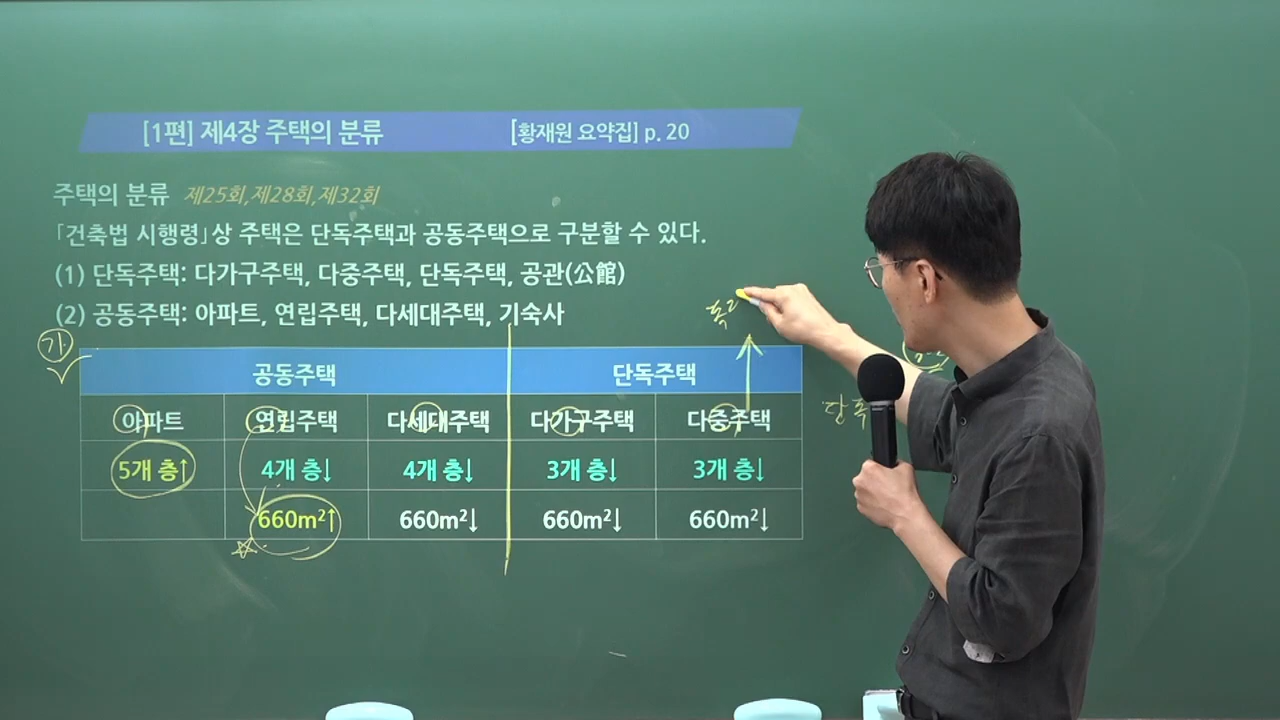 [1편] 제4장 주택의 분류 [황재원 요약집] p. 20
주택의 분류 제25회,제28회,제32회
「건축법 시행령」상 주택은 단독주택과 공동주택으로 구분할 수 있다.
(1) 단독주택: 다가구주택, 다중주택, 단독주택, 공관(公館)
(2) 공동주택: 아파트, 연립주택, 다세대주택, 기숙사
가
공동주택 단독주택
아파트 연립주택 다세대주택 다가구주택 다중주택
5개 층↑ 4개 층↓ 4개 층↓ 3개 층↓ 3개 층↓
660m²↑ 660m²↓ 660m²↓ 660m²↓